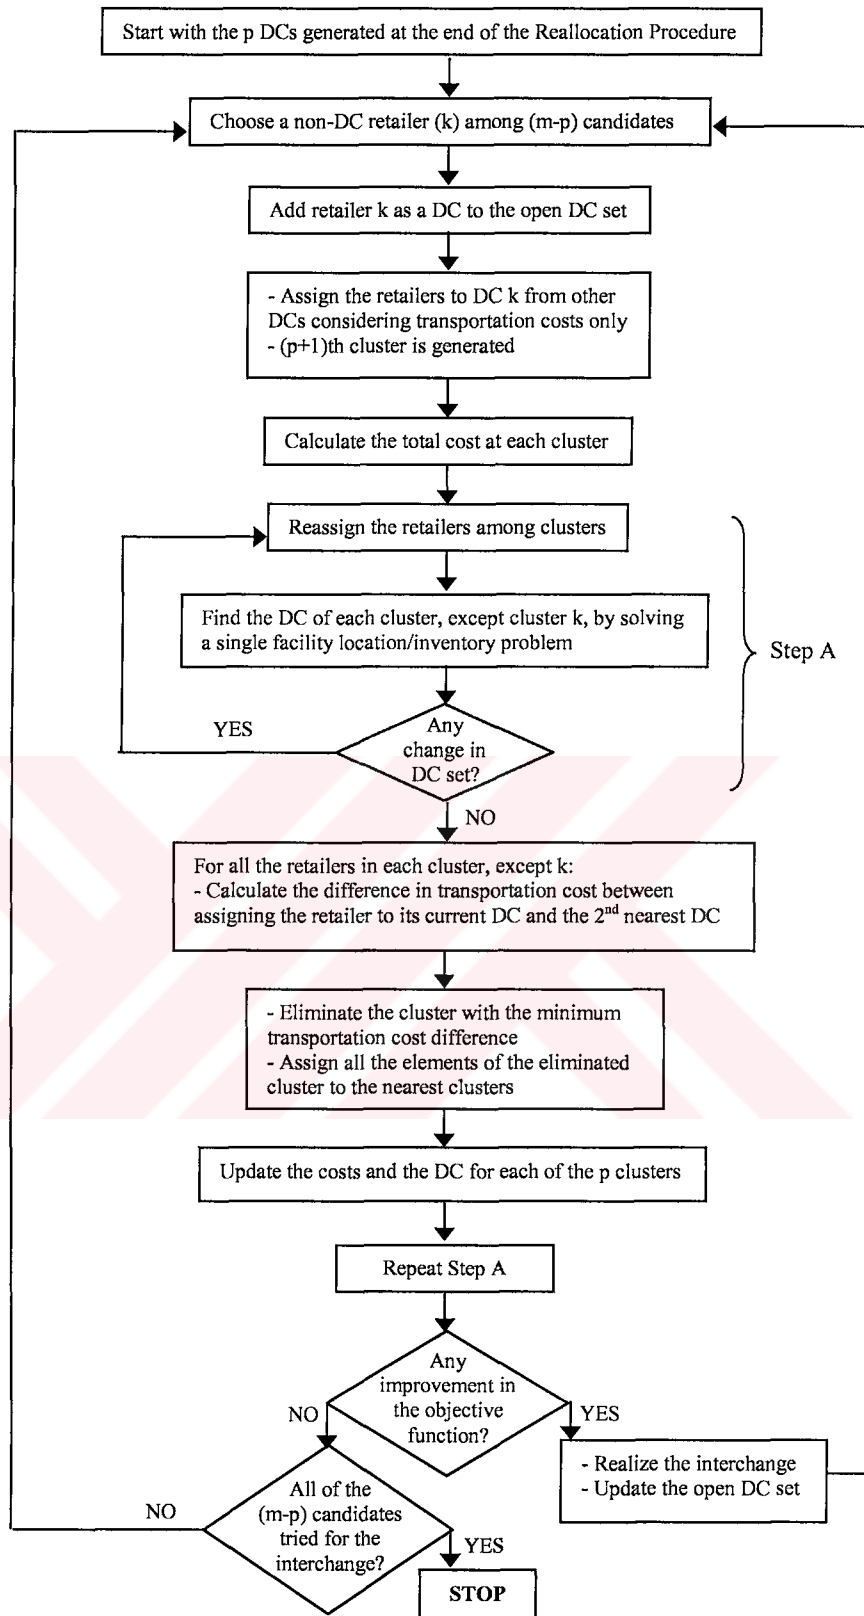 Start with the p DCs generated at the end of the Reallocation Procedure
Choose a non-DC retailer (k) among (m-p) candidates
Add retailer k as a DC to the open DC set
- Assign the retailers to DC k from other
DCs considering transportation costs only
- (p+1)th cluster is generated
Calculate the total cost at each cluster
Reassign the retailers among clusters
Find the DC of each cluster, except cluster k, by solving
a single facility location/inventory problem
Step A
YES
Any
change in
DC set?
NO
For all the retailers in each cluster, except k:
- Calculate the difference in transportation cost between
assigning the retailer to its current DC and the 2nd nearest DC
- Eliminate the cluster with the minimum
transportation cost difference
- Assign all the elements of the eliminated
cluster to the nearest clusters
Update the costs and the DC for each of the p clusters
Repeat Step A
Any
improvement in
the objective
function?
NO
YES
- Realize the interchange
- Update the open DC set
All of the
(m-p) candidates
tried for the
interchange?
NO
YES
STOP